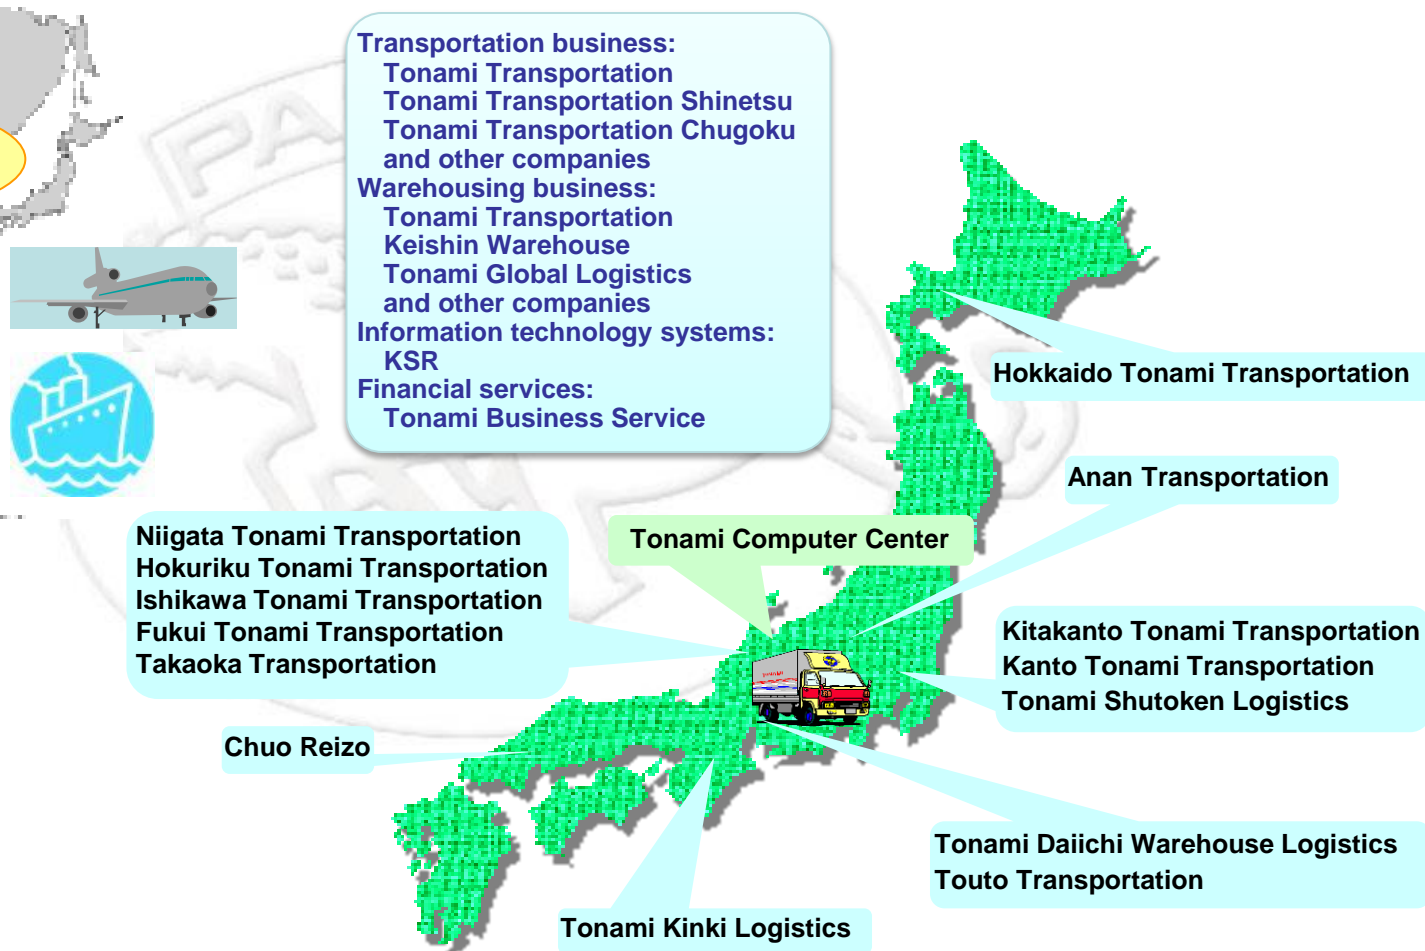 Transportation business:
Tonami Transportation
Tonami Transportation Shinetsu
Tonami Transportation Chugoku
and other companies
Warehousing business:
Tonami Transportation
Keishin Warehouse
Tonami Global Logistics
and other companies
Information technology systems:
KSR
Financial services:
Tonami Business Service
Hokkaido Tonami Transportation
Anan Transportation
Tonami Computer Center
Niigata Tonami Transportation
Hokuriku Tonami Transportation
Ishikawa Tonami Transportation
Fukui Tonami Transportation
Takaoka Transportation
Kitakanto Tonami Transportation
Kanto Tonami Transportation
Tonami Shutoken Logistics
Chuo Reizo
Tonami Daiichi Warehouse Logistics
Touto Transportation
Tonami Kinki Logistics